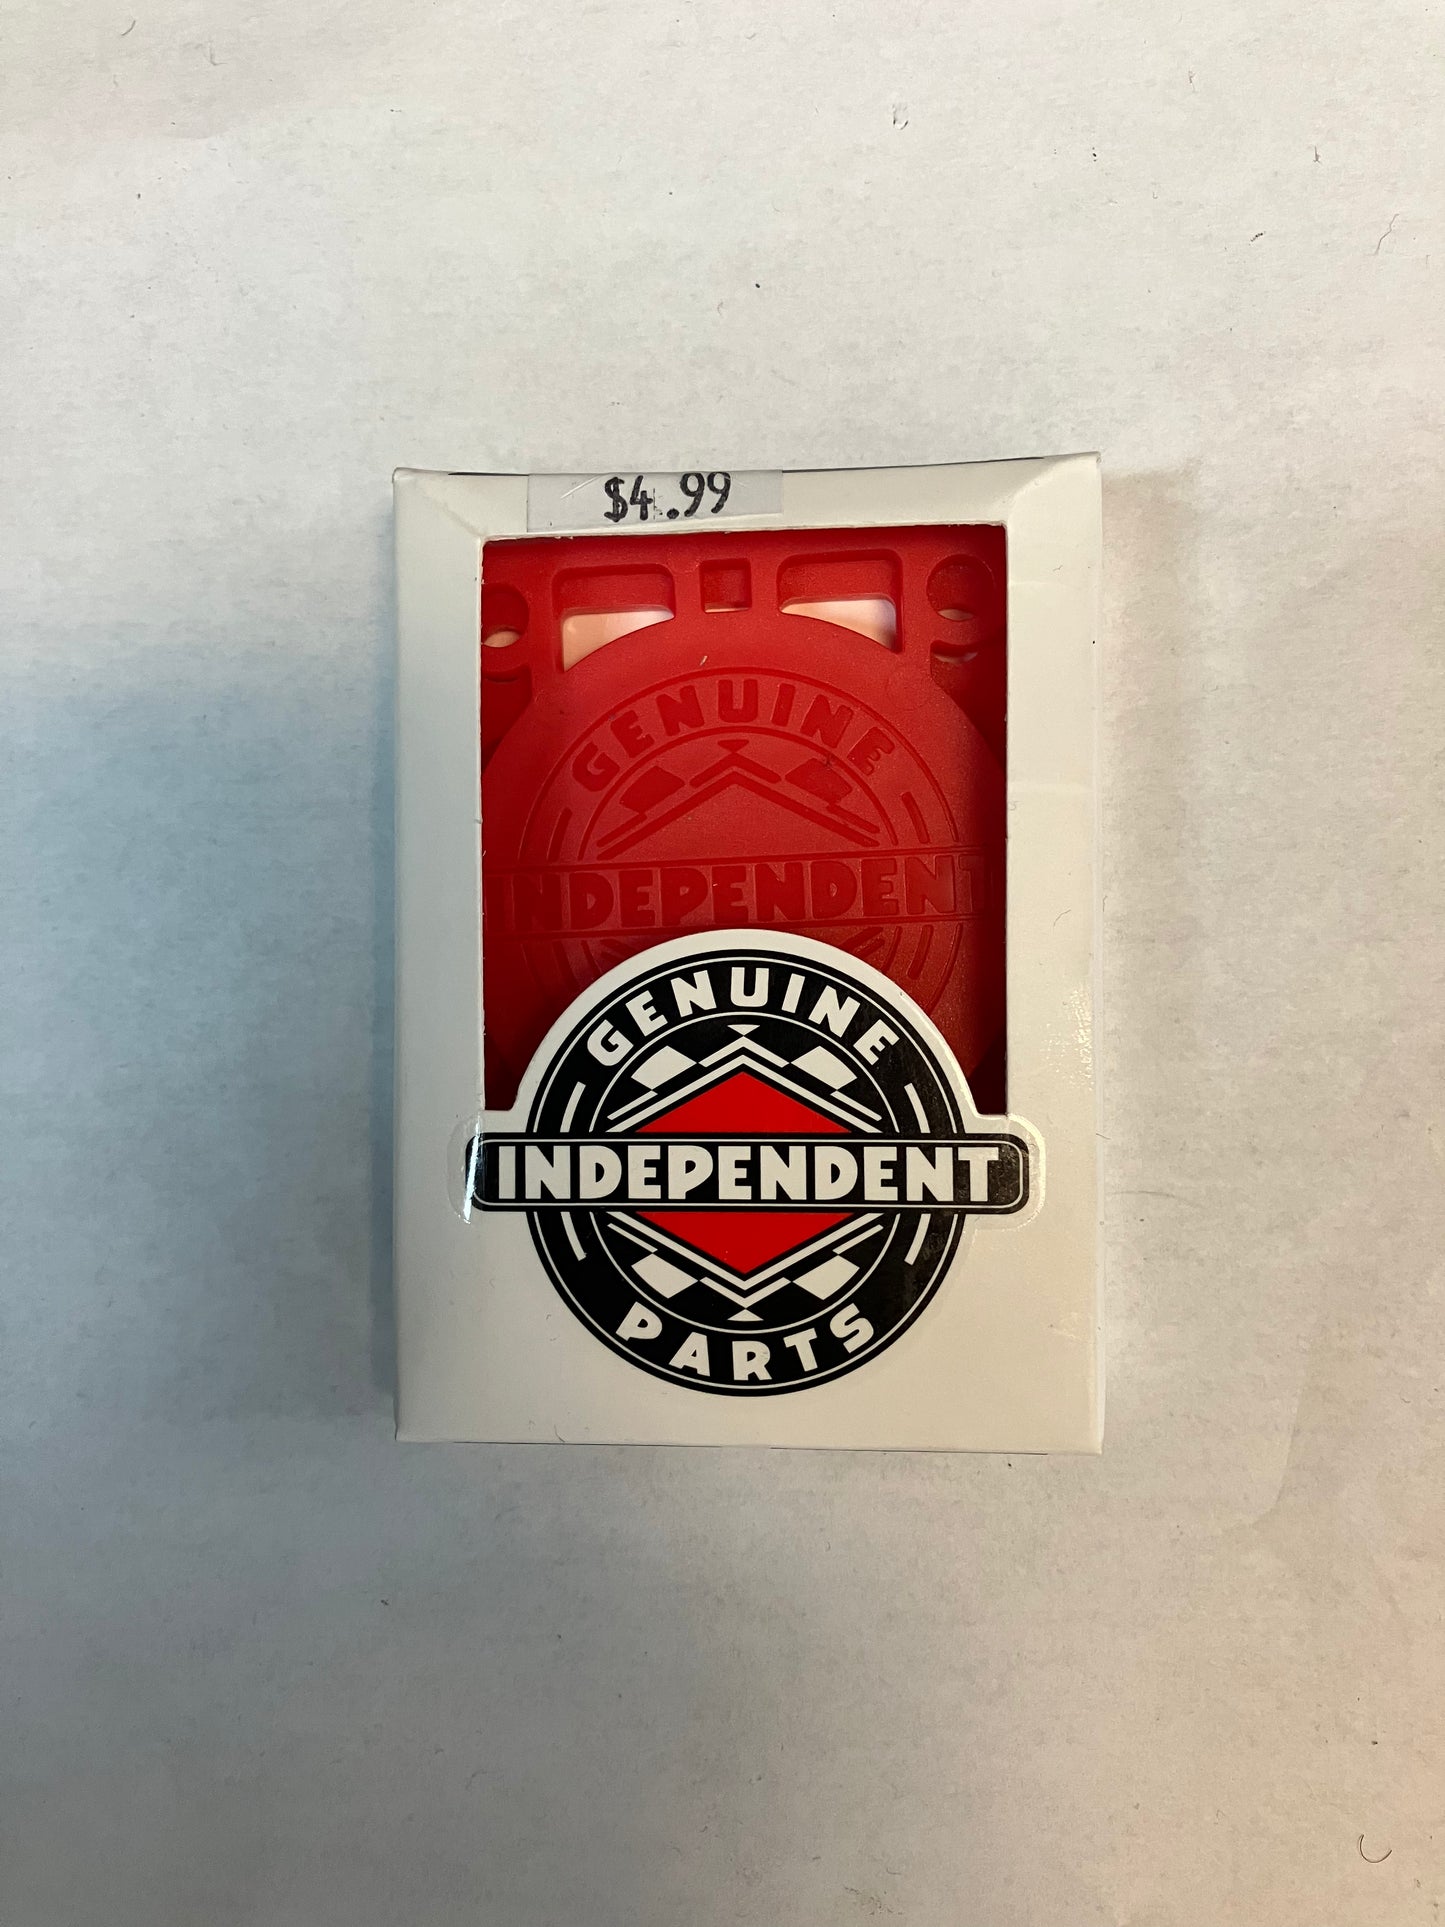 $4.99
GENUINE
INDEPENDENT
GENUINE
INDEPENDENT
PARTS